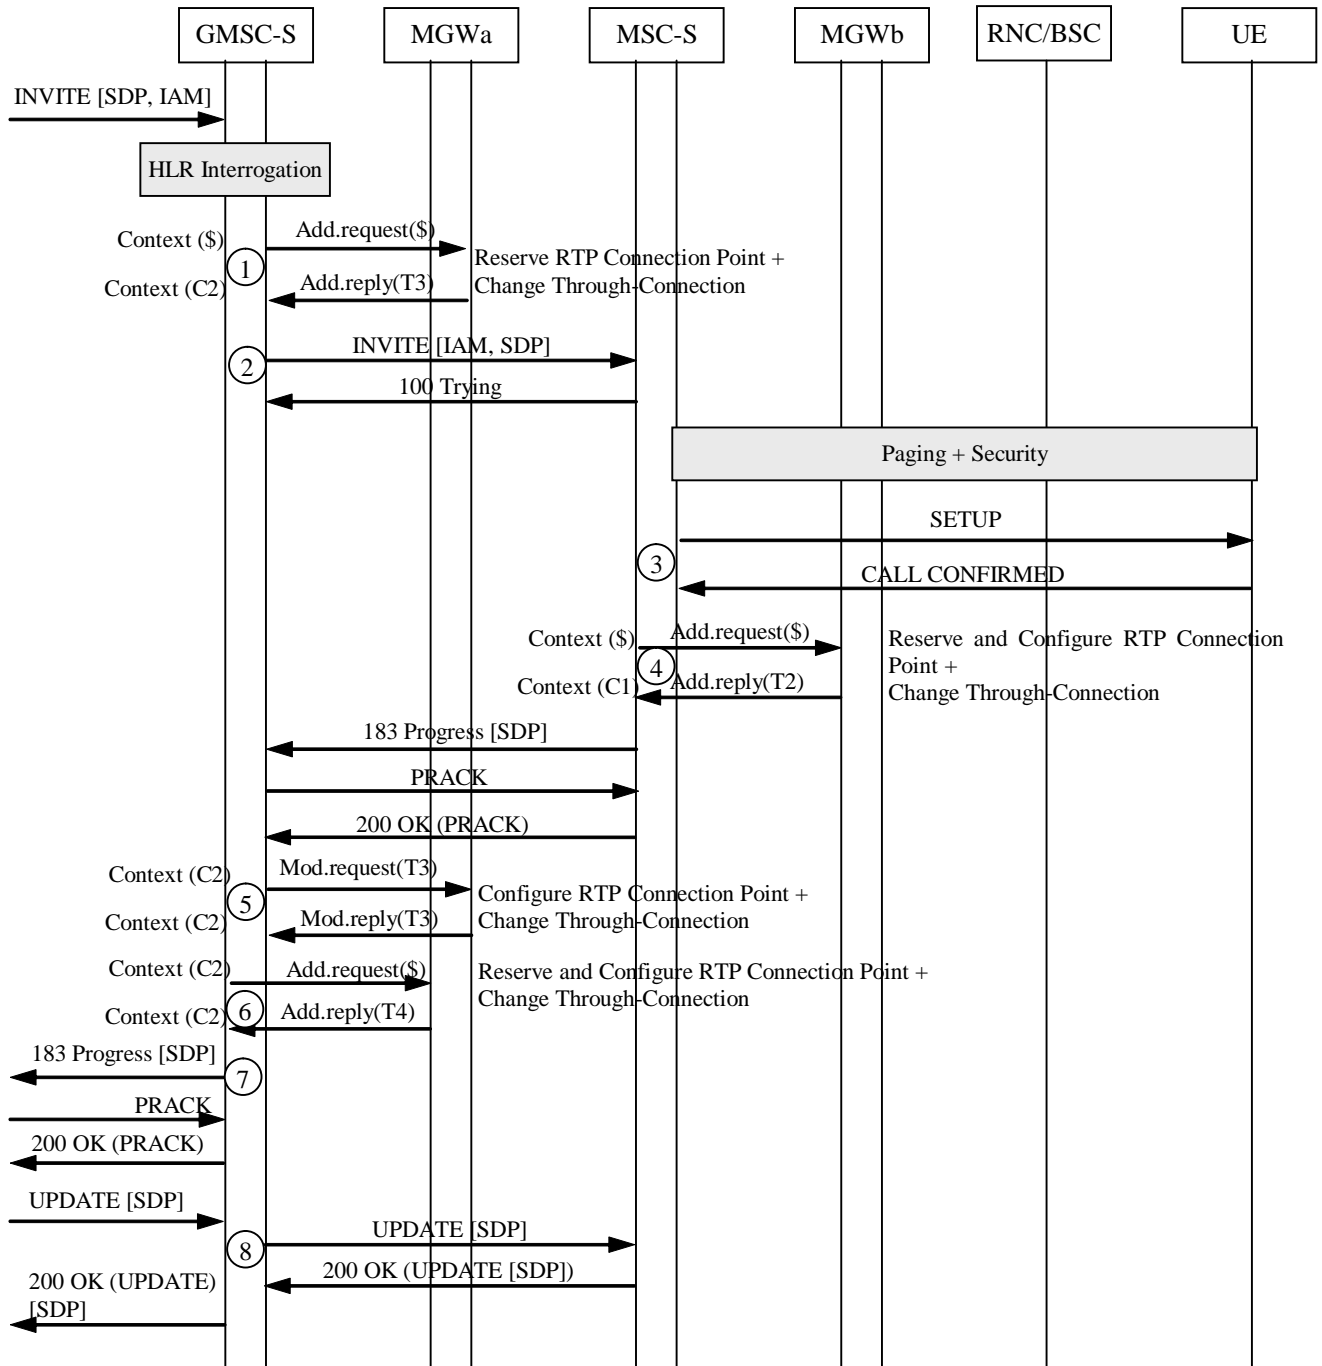 GMSC-S
MGWa
MSC-S
MGWb
RNC/BSC
UE
INVITE [SDP, IAM]
HLR Interrogation
Context ($)
Add.request($)
1
Reserve RTP Connection Point +
Context (C2)
Add.reply(T3)
Change Through-Connection
2
INVITE [IAM, SDP]
100 Trying
Paging + Security
SETUP
3
CALL CONFIRMED
Context ($)
Add.request($)
Reserve and Configure RTP Connection
Point +
Change Through-Connection
4
Context (C1)
Add.reply(T2)
183 Progress [SDP]
PRACK
200 OK (PRACK)
Context (C2)
Mod.request(T3)
5
Configure RTP Connection Point +
Context (C2)
Mod.reply(T3)
Change Through-Connection
Context (C2)
Add.request($)
Reserve and Configure RTP Connection Point +
Change Through-Connection
6
Context (C2)
Add.reply(T4)
183 Progress [SDP]
7
PRACK
200 OK (PRACK)
UPDATE [SDP]
8
UPDATE [SDP]
200 OK (UPDATE [SDP])
200 OK (UPDATE)
[SDP]